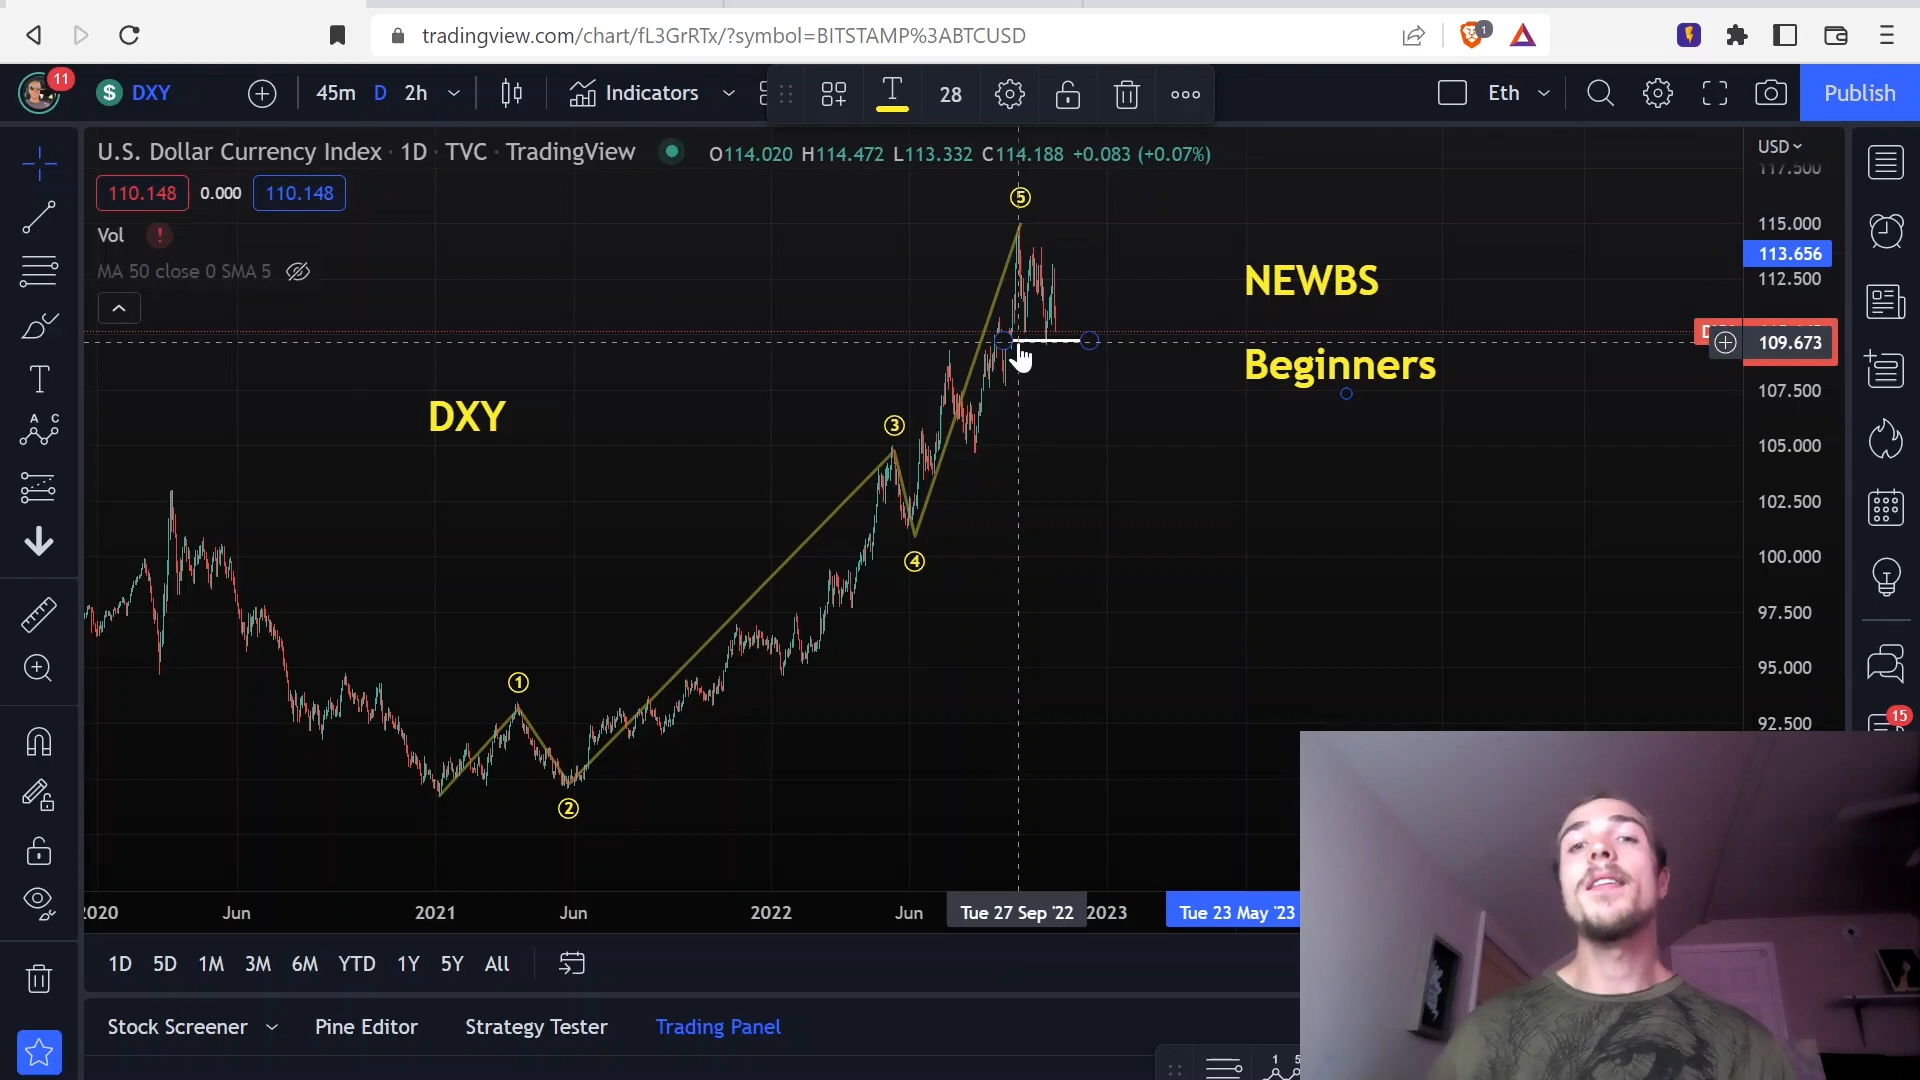 tradingview.com/chart/fL3GrRTx/?symbol=BITSTAMP%3ABTCUSD
1
11
$ DXY
45m D 2h
Indicators
T
28
Eth
Publish
U.S. Dollar Currency Index · 1D · TVC · TradingView
O114.020 H114.472 L113.332 C114.188 +0.083 (+0.07%)
USD
117.500
110.148 0.000 110.148
5
115.000
Vol !
113.656
MA 50 close 0 SMA 5
112.500
NEWBS
109.673
Beginners
107.500
DXY
3
105.000
102.500
4
100.000
97.500
95.000
1
92.500
15
2
2020 Jun 2021 Jun 2022 Jun Tue 27 Sep '22 2023 Tue 23 May '23
1D 5D 1M 3M 6M YTD 1Y 5Y All
Stock Screener Pine Editor Strategy Tester Trading Panel
1 5